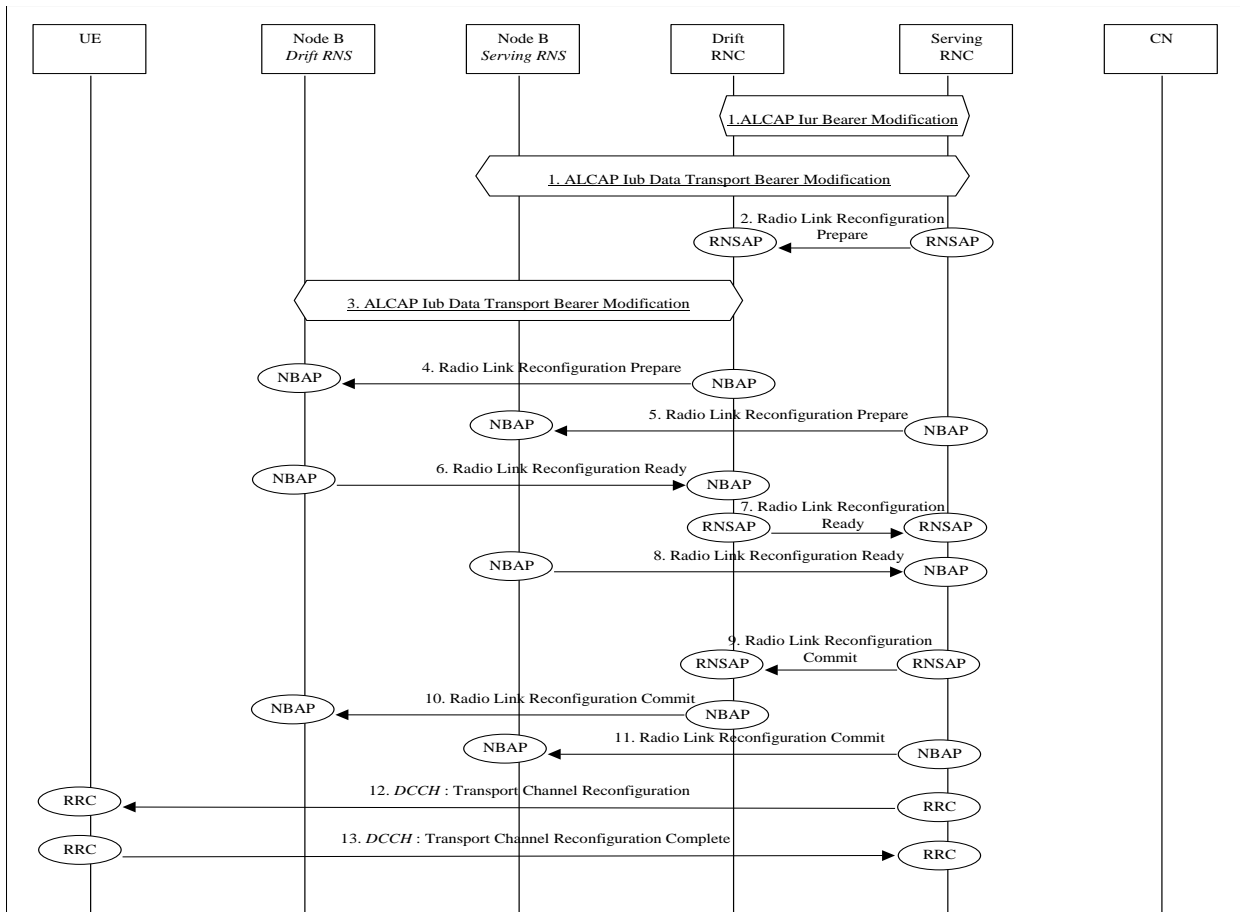 UE
Node B
Drift RNS
Node B
Serving RNS
Drift
RNC
Serving
RNC
CN
1.ALCAP Iur Bearer Modification
1. ALCAP Iub Data Transport Bearer Modification
2. Radio Link Reconfiguration
Prepare
RNSAP
RNSAP
3. ALCAP Iub Data Transport Bearer Modification
4. Radio Link Reconfiguration Prepare
NBAP
NBAP
5. Radio Link Reconfiguration Prepare
NBAP
NBAP
6. Radio Link Reconfiguration Ready
NBAP
NBAP
7. Radio Link Reconfiguration
Ready
RNSAP
RNSAP
8. Radio Link Reconfiguration Ready
NBAP
NBAP
9. Radio Link Reconfiguration
Commit
RNSAP
RNSAP
10. Radio Link Reconfiguration Commit
NBAP
NBAP
11. Radio Link Reconfiguration Commit
NBAP
NBAP
12. DCCH : Transport Channel Reconfiguration
RRC
RRC
13. DCCH : Transport Channel Reconfiguration Complete
RRC
RRC